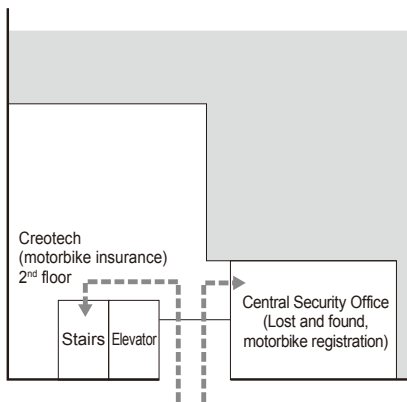 Creotech
(motorbike insurance)
2nd floor
Stairs
Elevator
Central Security Office
(Lost and found,
motorbike registration)